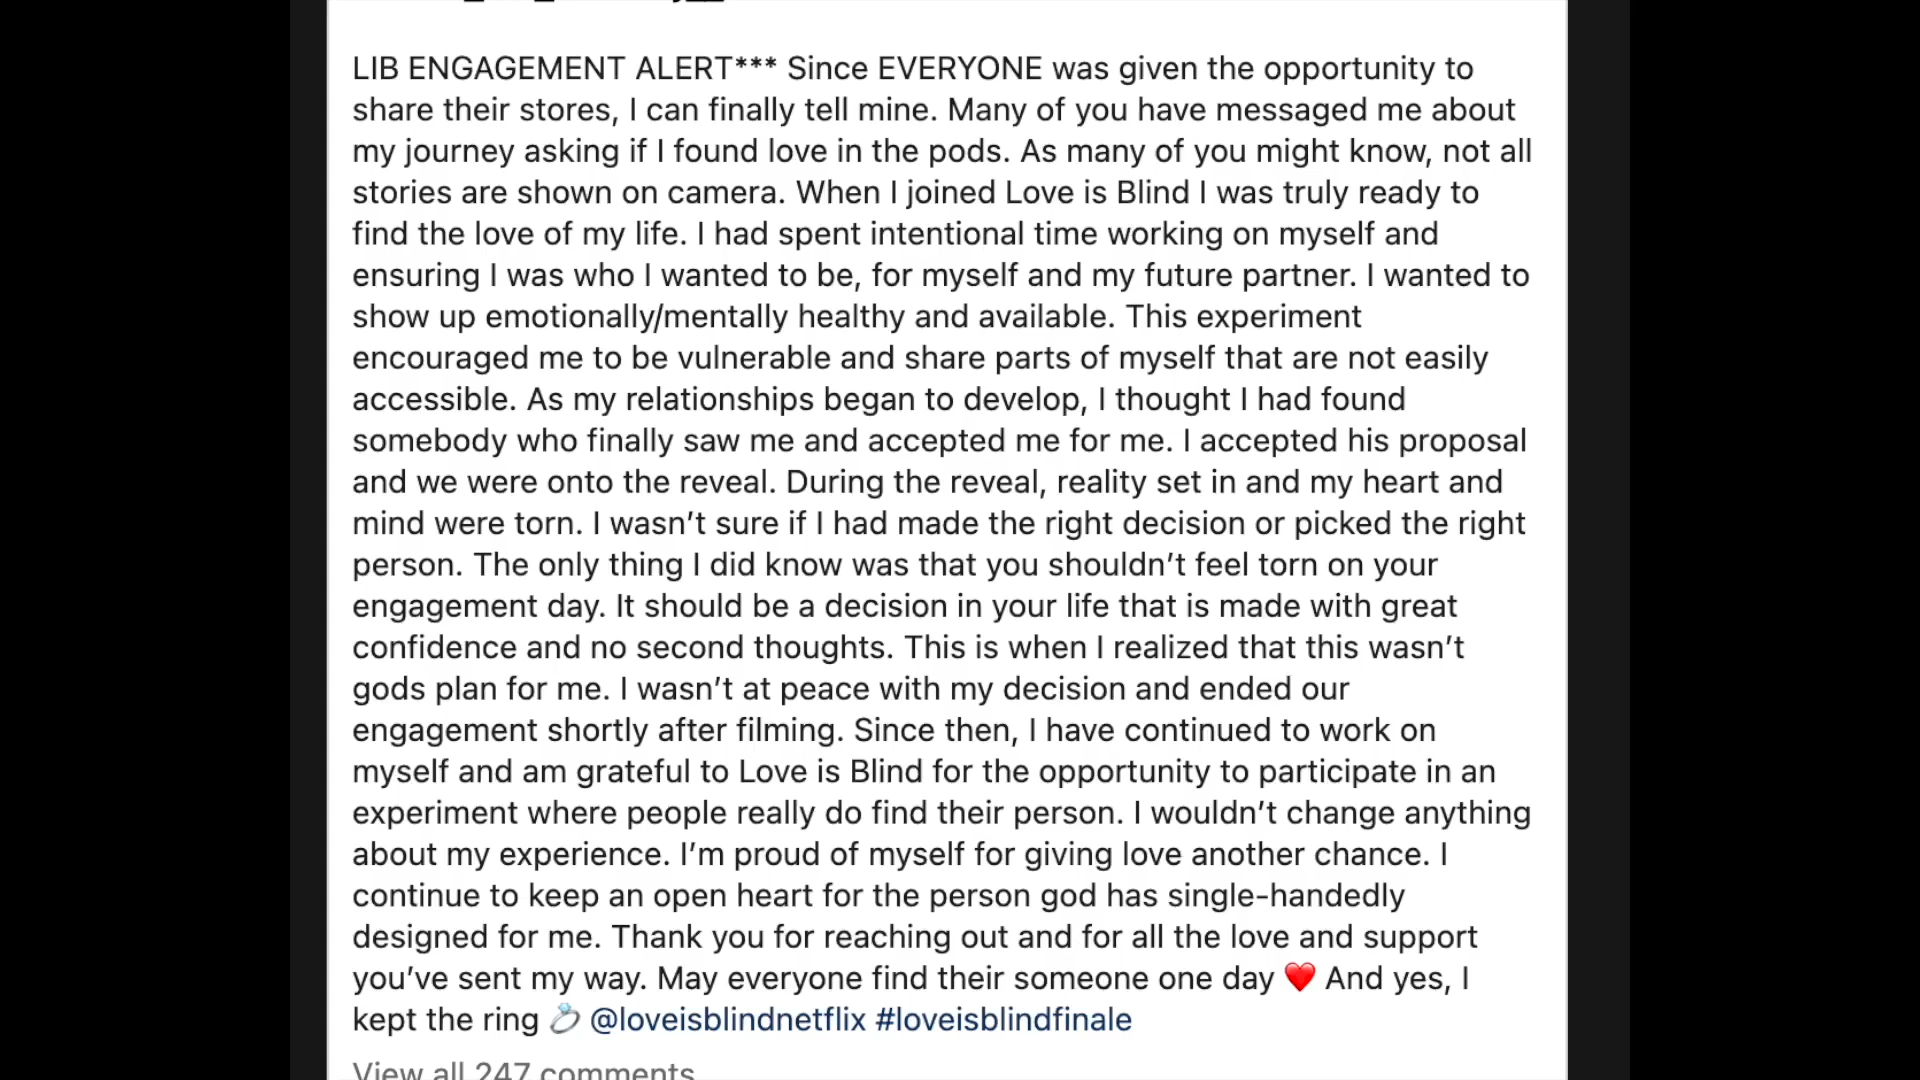 LIB ENGAGEMENT ALERT*** Since EVERYONE was given the opportunity to
share their stores, I can finally tell mine. Many of you have messaged me about
my journey asking if I found love in the pods. As many of you might know, not all
stories are shown on camera. When I joined Love is Blind I was truly ready to
find the love of my life. I had spent intentional time working on myself and
ensuring I was who I wanted to be, for myself and my future partner. I wanted to
show up emotionally/mentally healthy and available. This experiment
encouraged me to be vulnerable and share parts of myself that are not easily
accessible. As my relationships began to develop, I thought I had found
somebody who finally saw me and accepted me for me. I accepted his proposal
and we were onto the reveal. During the reveal, reality set in and my heart and
mind were torn. I wasn’t sure if I had made the right decision or picked the right
person. The only thing I did know was that you shouldn’t feel torn on your
engagement day. It should be a decision in your life that is made with great
confidence and no second thoughts. This is when I realized that this wasn’t
gods plan for me. I wasn’t at peace with my decision and ended our
engagement shortly after filming. Since then, I have continued to work on
myself and am grateful to Love is Blind for the opportunity to participate in an
experiment where people really do find their person. I wouldn’t change anything
about my experience. I’m proud of myself for giving love another chance. I
continue to keep an open heart for the person god has single-handedly
designed for me. Thank you for reaching out and for all the love and support
you’ve sent my way. May everyone find their someone one day ❤️ And yes, I
kept the ring 💍 @loveisblindnetflix #loveisblindfinale
View all 247 comments